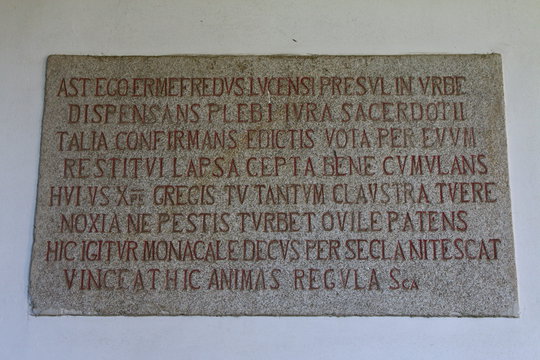 AST EGO ERMEFREDVS LVCENSI PRESVL IN VRBE
DISPENSANS PLEBI IVRA SACERDOTII
TALIA CONFIRMANS EDICTIS VOTA PER EVVM
RESTITVI LAPSA CEPTA BENE CVMVLANS
HVIVS XPE GREGIS TV TANTVM CLAVSTRA TVERE
NOXIA NE PESTIS TVRBET OVILE PATENS
HIC IGITVR MONACALE DECVS PER SECLA NITESCAT
VINCEAT HIC ANIMAS REGVLA SCA